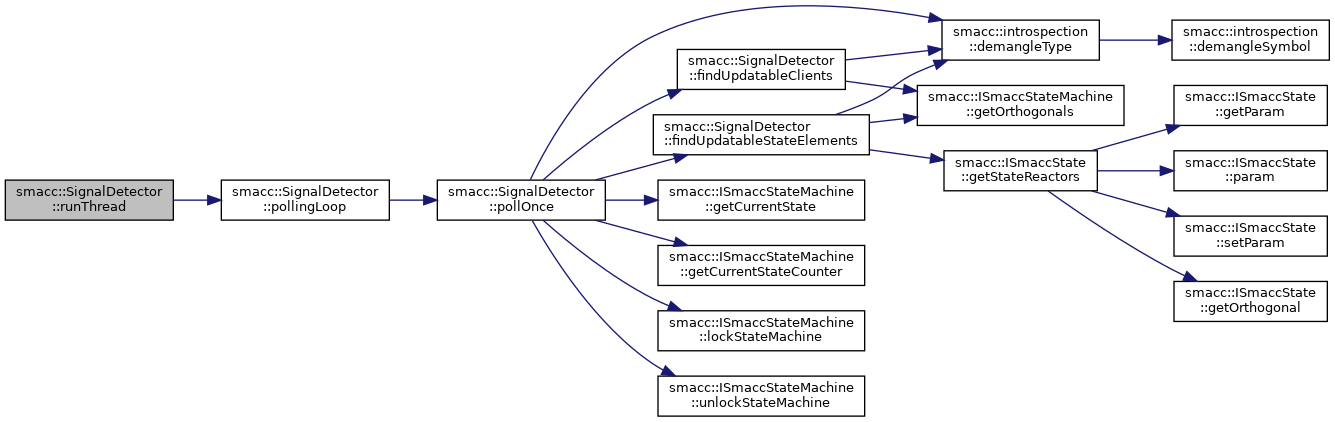 smacc::SignalDetector
::runThread
smacc::SignalDetector
::pollingLoop
smacc::SignalDetector
::pollOnce
smacc::SignalDetector
::findUpdatableClients
smacc::SignalDetector
::findUpdatableStateElements
smacc::ISmaccStateMachine
::getCurrentState
smacc::ISmaccStateMachine
::getCurrentStateCounter
smacc::ISmaccStateMachine
::lockStateMachine
smacc::ISmaccStateMachine
::unlockStateMachine
smacc::introspection
::demangleType
smacc::ISmaccStateMachine
::getOrthogonals
smacc::ISmaccState
::getStateReactors
smacc::introspection
::demangleSymbol
smacc::ISmaccState
::getParam
smacc::ISmaccState
::param
smacc::ISmaccState
::setParam
smacc::ISmaccState
::getOrthogonal